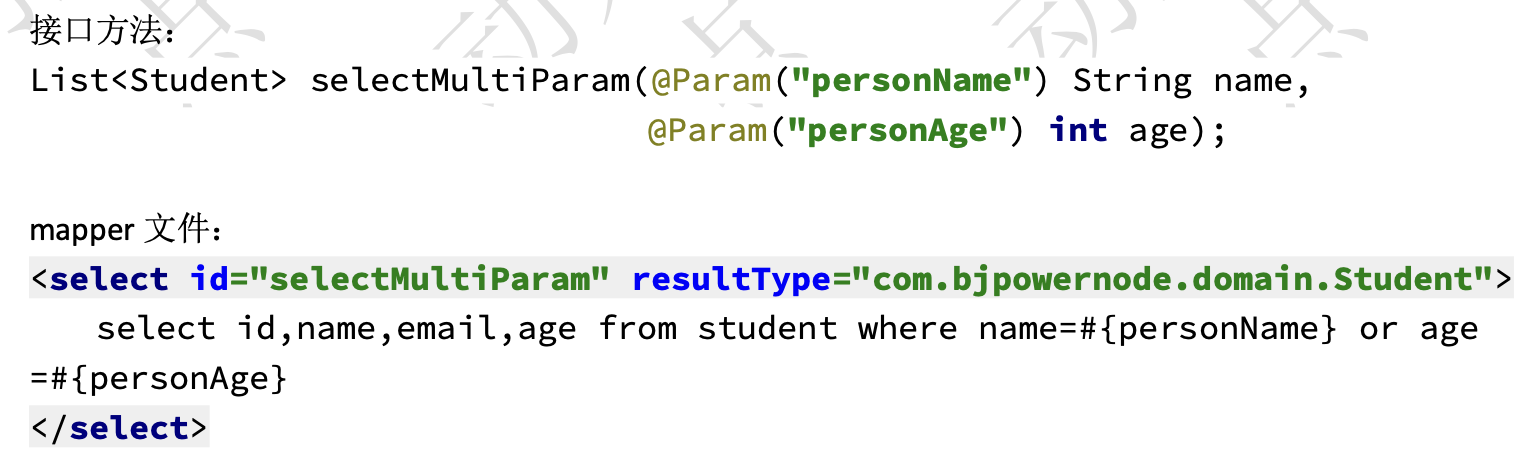 接口方法：
List<Student> selectMultiParam(@Param("personName") String name,
@Param("personAge") int age);
mapper 文件：
<select id="selectMultiParam" resultType="com.bjpowernode.domain.Student">
select id,name,email,age from student where name=#{personName} or age
=#{personAge}
</select>